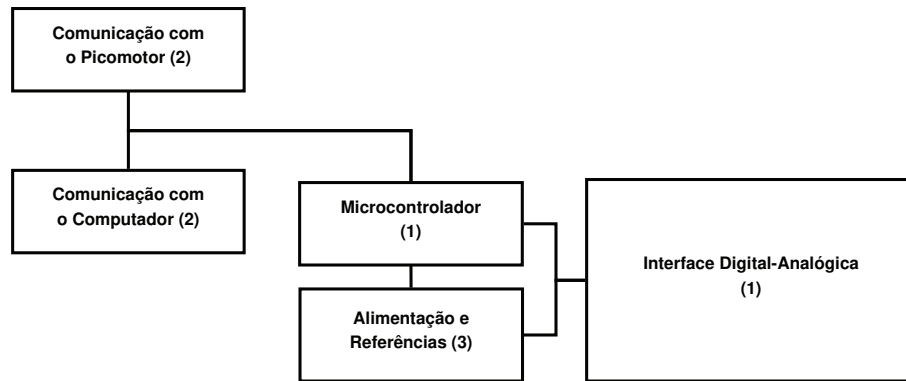 Comunicação com
o Picomotor (2)
Comunicação com
o Computador (2)
Microcontrolador
(1)
Alimentação e
Referências (3)
Interface Digital-Analógica
(1)